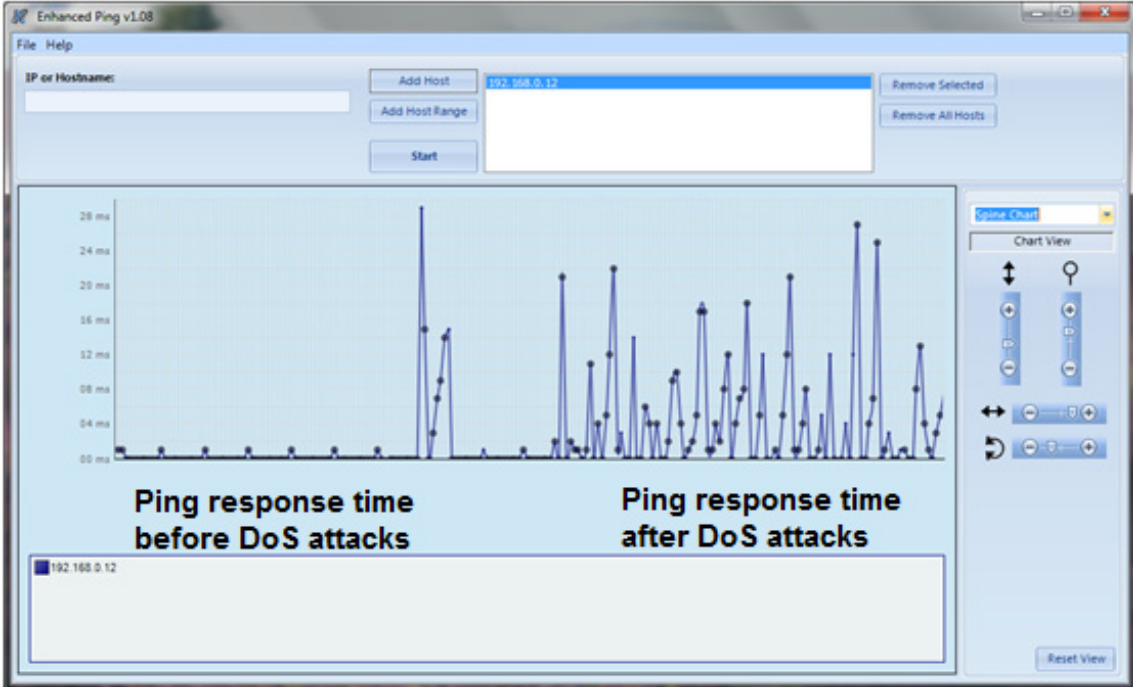 Enhanced Ping v1.08
File Help
IP or Hostname:
Add Host
192.168.0.12
Remove Selected
Add Host Range
Remove All Hosts
Start
Spine Chart
Chart View
28 ms
24 ms
20 ms
16 ms
12 ms
08 ms
04 ms
00 ms
Ping response time
before DoS attacks
Ping response time
after DoS attacks
192.168.0.12
Reset View